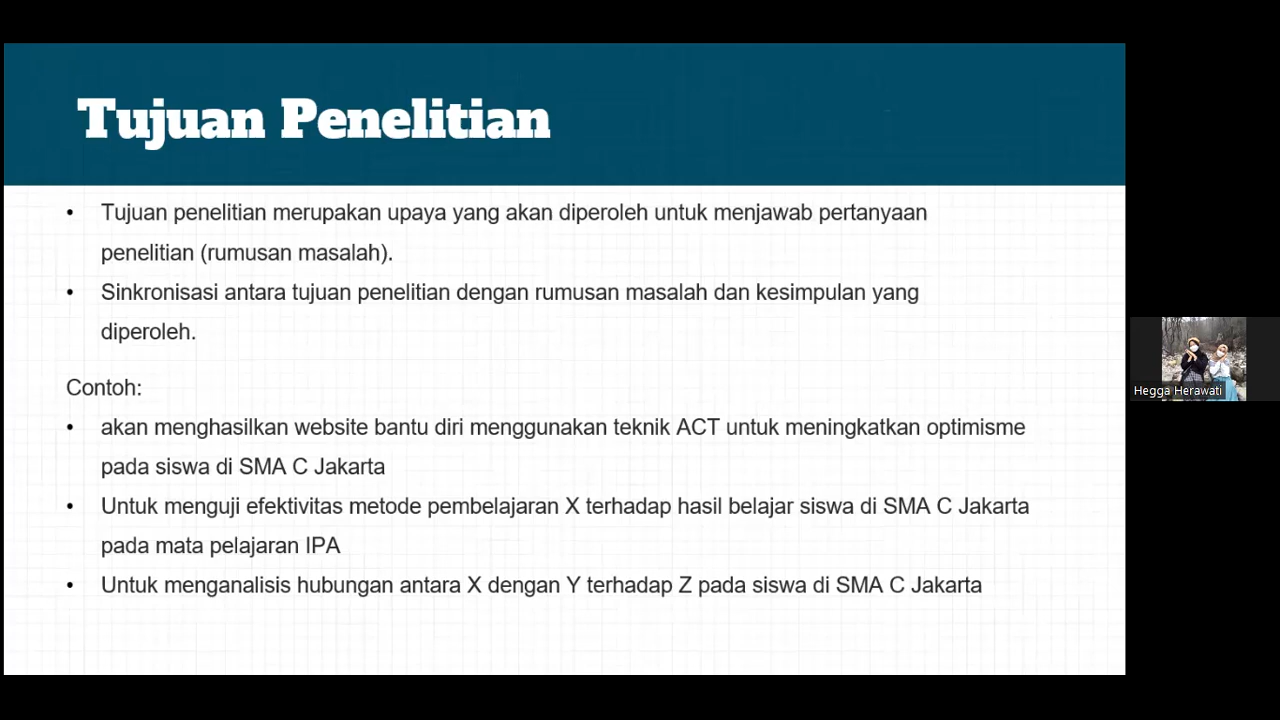 Tujuan Penelitian
• Tujuan penelitian merupakan upaya yang akan diperoleh untuk menjawab pertanyaan
penelitian (rumusan masalah).
• Sinkronisasi antara tujuan penelitian dengan rumusan masalah dan kesimpulan yang
diperoleh.
Contoh:
• akan menghasilkan website bantu diri menggunakan teknik ACT untuk meningkatkan optimisme
pada siswa di SMA C Jakarta
• Untuk menguji efektivitas metode pembelajaran X terhadap hasil belajar siswa di SMA C Jakarta
pada mata pelajaran IPA
• Untuk menganalisis hubungan antara X dengan Y terhadap Z pada siswa di SMA C Jakarta
Hegga Herawati